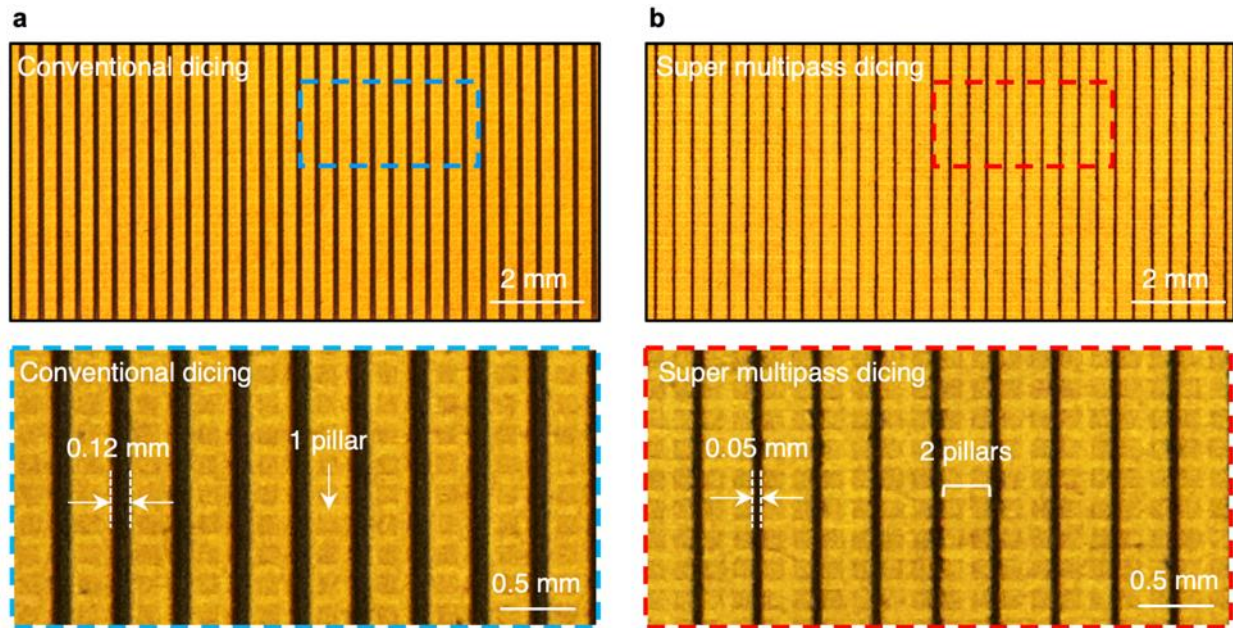 a
Conventional dicing
2 mm
Conventional dicing
0.12 mm
1 pillar
0.5 mm
b
Super multipass dicing
2 mm
Super multipass dicing
0.05 mm
2 pillars
0.5 mm